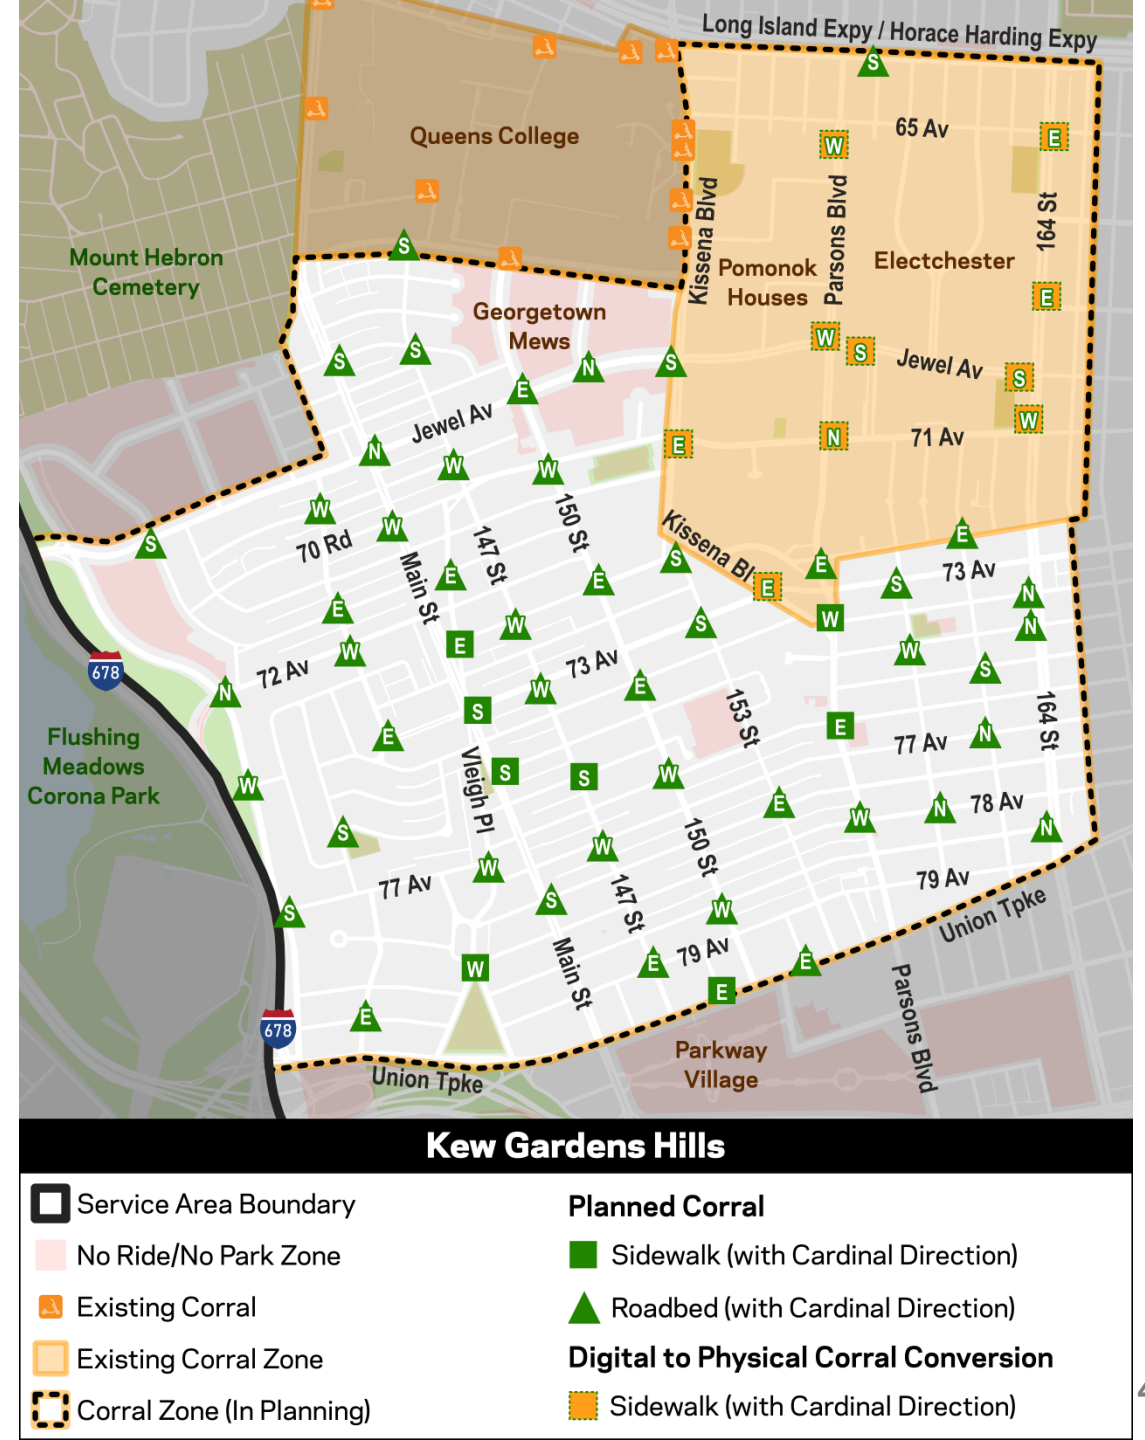 Long Island Expy / Horace Harding Expy
S
65 Av
E
W
Queens College
Kissena Blvd
Parsons Blvd
164 St
S
Mount Hebron
Cemetery
Pomonok
Houses
Electchester
E
Georgetown
Mews
W
S
Jewel Av
S
S
S
N
S
E
W
Jewel Av
N
71 Av
E
N
W
W
W
150 St
W
W
70 Rd
147 St
Kissena Bl
S
S
E
E
73 Av
Main St
E
E
E
S
N
E
W
S
W
N
72 Av
W
E
73 Av
W
S
678
N
W
E
S
153 St
164 St
Flushing
Meadows
Corona Park
E
Vleigh Pl
E
77 Av
N
W
S
S
W
E
W
N
78 Av
N
S
150 St
W
77 Av
W
147 St
79 Av
S
S
W
Union Tpke
W
Main St
E
79 Av
E
E
Parsons Blvd
678
E
Parkway
Village
Union Tpke
Kew Gardens Hills
Service Area Boundary
No Ride/No Park Zone
Existing Corral
Existing Corral Zone
Corral Zone (In Planning)
Planned Corral
Sidewalk (with Cardinal Direction)
Roadbed (with Cardinal Direction)
Digital to Physical Corral Conversion
Sidewalk (with Cardinal Direction)